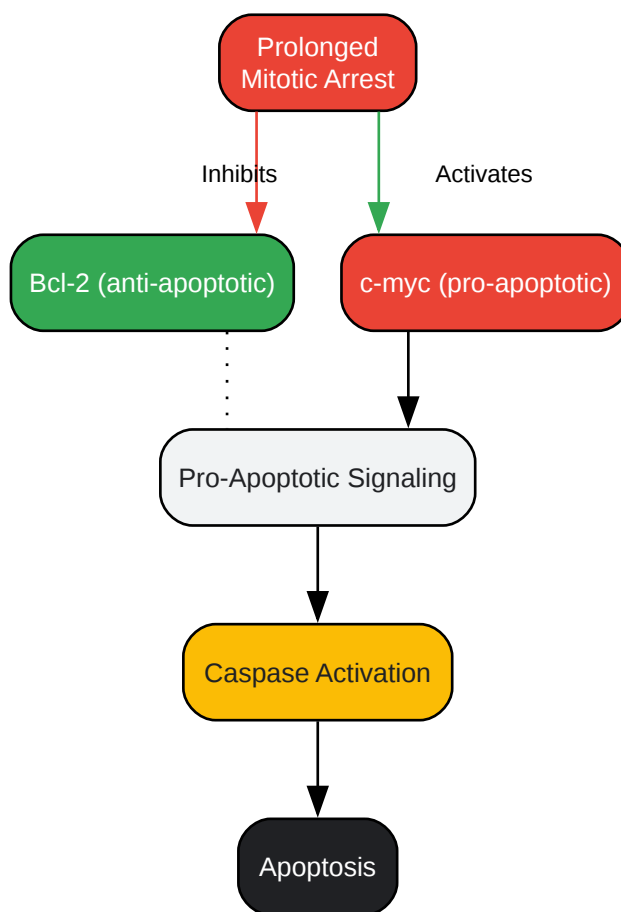 Prolonged
Mitotic Arrest
Inhibits
Activates
Bcl-2 (anti-apoptotic)
c-myc (pro-apoptotic)
Pro-Apoptotic Signaling
Caspase Activation
Apoptosis